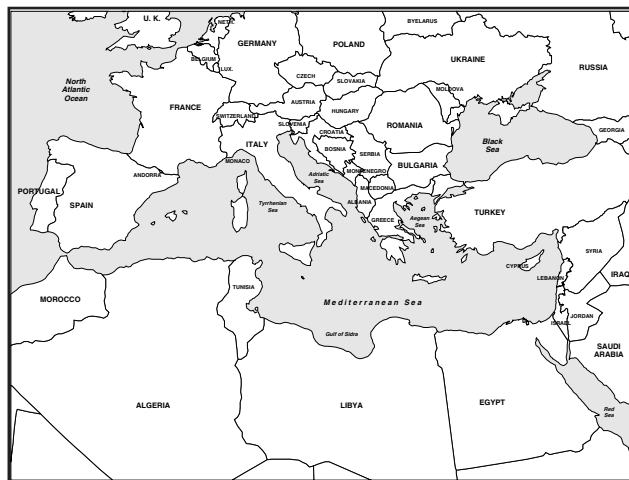 U. K.
NETH.
BYELARUS
GERMANY
POLAND
BELGIUM
UKRAINE
LUX.
RUSSIA
North
Atlantic
Ocean
CZECH
SLOVAKIA
MOLDOVA
FRANCE
AUSTRIA
HUNGARY
SWITZERLAND
SLOVENIA
ROMANIA
CROATIA
GEORGIA
ITALY
BOSNIA
SERBIA
Black
Sea
MONACO
BULGARIA
ANDORRA
Adriatic
Sea
MONTENEGRO
PORTUGAL
MACEDONIA
SPAIN
Tyrrhenian
Sea
ALBANIA
GREECE
Aegean
Sea
TURKEY
SYRIA
CYPRUS
LEBANON
IRAQ
TUNISIA
MOROCCO
Mediterranean Sea
JORDAN
ISRAEL
Gulf of Sidra
SAUDI
ARABIA
ALGERIA
LIBYA
EGYPT
Red
Sea